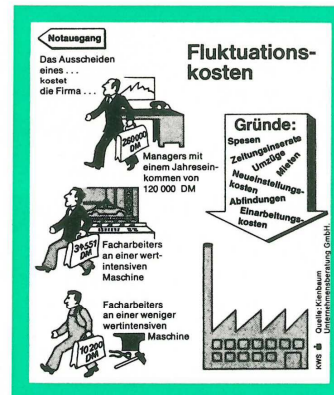 Notausgang
Das Ausscheiden
eines . . .
kostet
die Firma . . .
Fluktuations-
kosten
260000
DM
Managers mit
einem Jahresein-
kommen von
120 000 DM
34551
DM
Facharbeiters
an einer wert-
intensiven
Maschine
10200
DM
Facharbeiters
an einer weniger
wertintensiven
Maschine
Gründe:
Spesen
Zeitungsinserate
Umzüge
Mieten
Neueinstellungs-
kosten
Abfindungen
Einarbeitungs-
kosten
KWS
Quelle: Kienbaum
Unternehmensberatung GmbH.